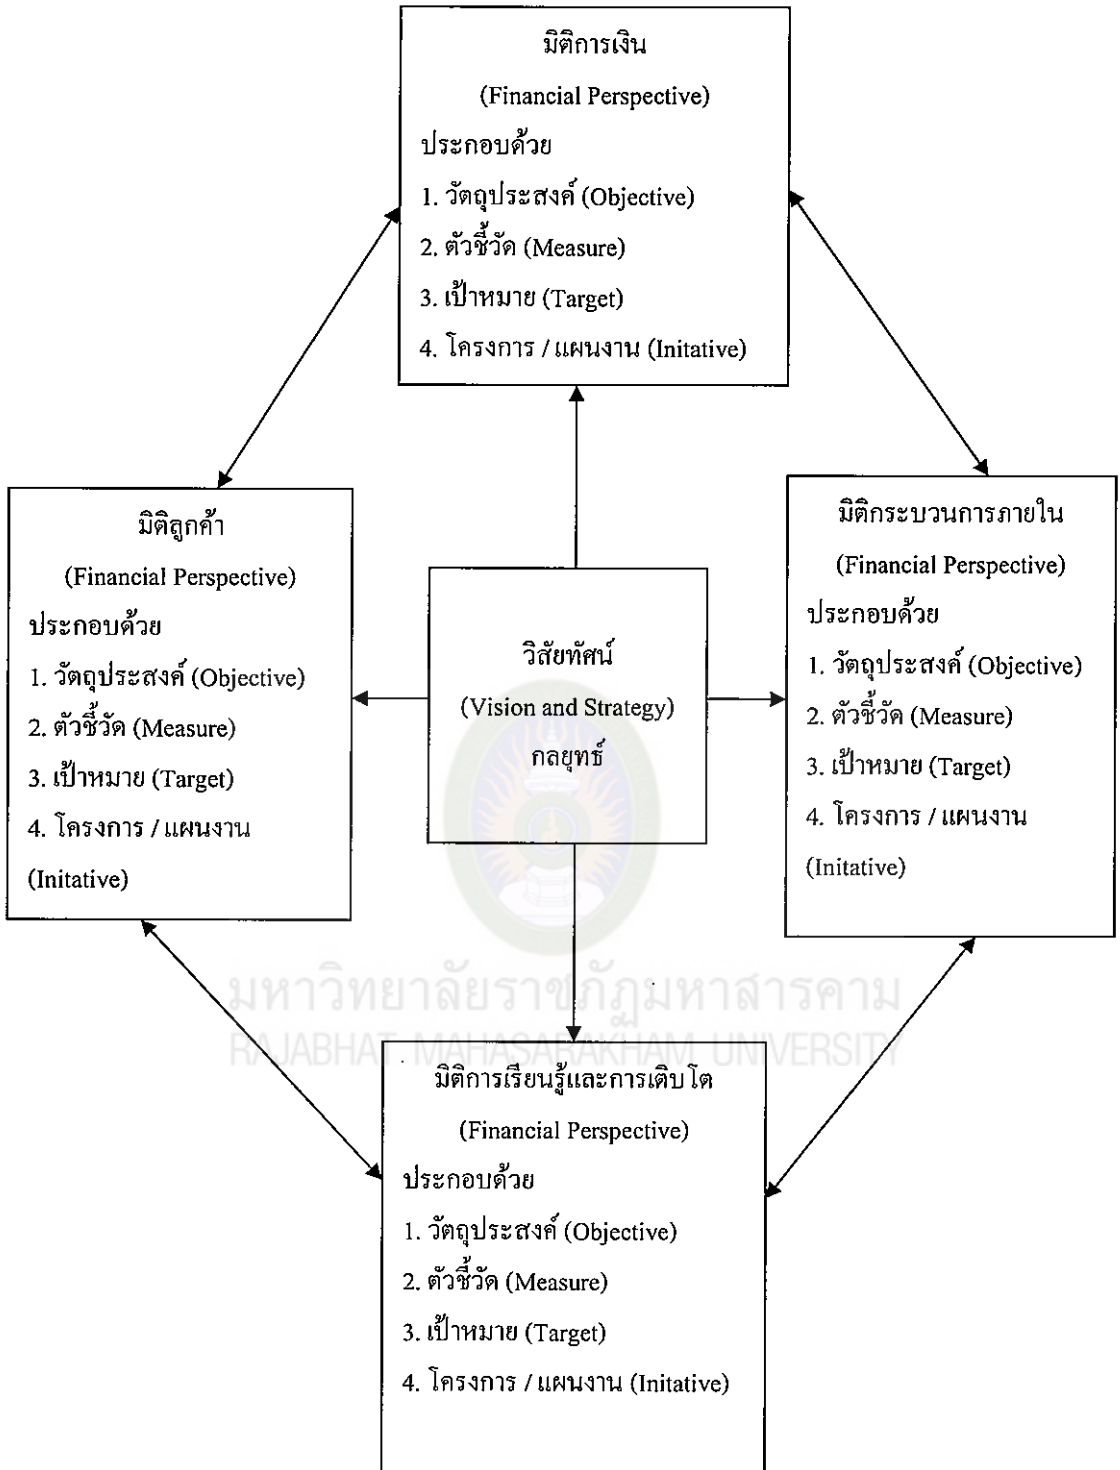 มิติการเงิน
(Financial Perspective)
ประกอบด้วย
1. วัตถุประสงค์ (Objective)
2. ตัวชี้วัด (Measure)
3. เป้าหมาย (Target)
4. โครงการ / แผนงาน (Initative)
มิติลูกค้า
(Financial Perspective)
ประกอบด้วย
1. วัตถุประสงค์ (Objective)
2. ตัวชี้วัด (Measure)
3. เป้าหมาย (Target)
4. โครงการ / แผนงาน
(Initative)
วิสัยทัศน์
(Vision and Strategy)
กลยุทธ์
มิติกระบวนการภายใน
(Financial Perspective)
ประกอบด้วย
1. วัตถุประสงค์ (Objective)
2. ตัวชี้วัด (Measure)
3. เป้าหมาย (Target)
4. โครงการ / แผนงาน
(Initative)
มหาวิทยาลัยราชภัฏมหาสารคาม
RAJABHAT MAHASARAKHAM UNIVERSITY
มิติการเรียนรู้และการเติบโต
(Financial Perspective)
ประกอบด้วย
1. วัตถุประสงค์ (Objective)
2. ตัวชี้วัด (Measure)
3. เป้าหมาย (Target)
4. โครงการ / แผนงาน (Initative)